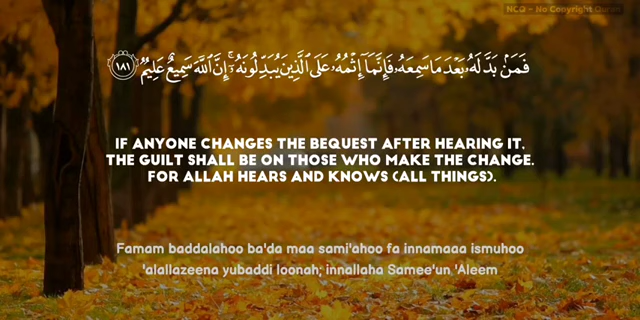 NCQ - No Copyright Quran
فَمَنۢ بَدَّلَهُۥ بَعْدَ مَا سَمِعَهُۥ فَإِنَّمَآ إِثْمُهُۥ عَلَى ٱلَّذِينَ يُبَدِّلُونَهُۥٓ ۚ إِنَّ ٱللَّهَ سَمِيعٌ عَلِيمٌ ١٨١
IF ANYONE CHANGES THE BEQUEST AFTER HEARING IT.
THE GUILT SHALL BE ON THOSE WHO MAKE THE CHANGE.
FOR ALLAH HEARS AND KNOWS (ALL THINGS).
Famam baddalahoo ba'da maa sami'ahoo fa innamaaa ismuhoo
'alallazeena yubaddi loonah; innallaha Samee'un 'Aleem